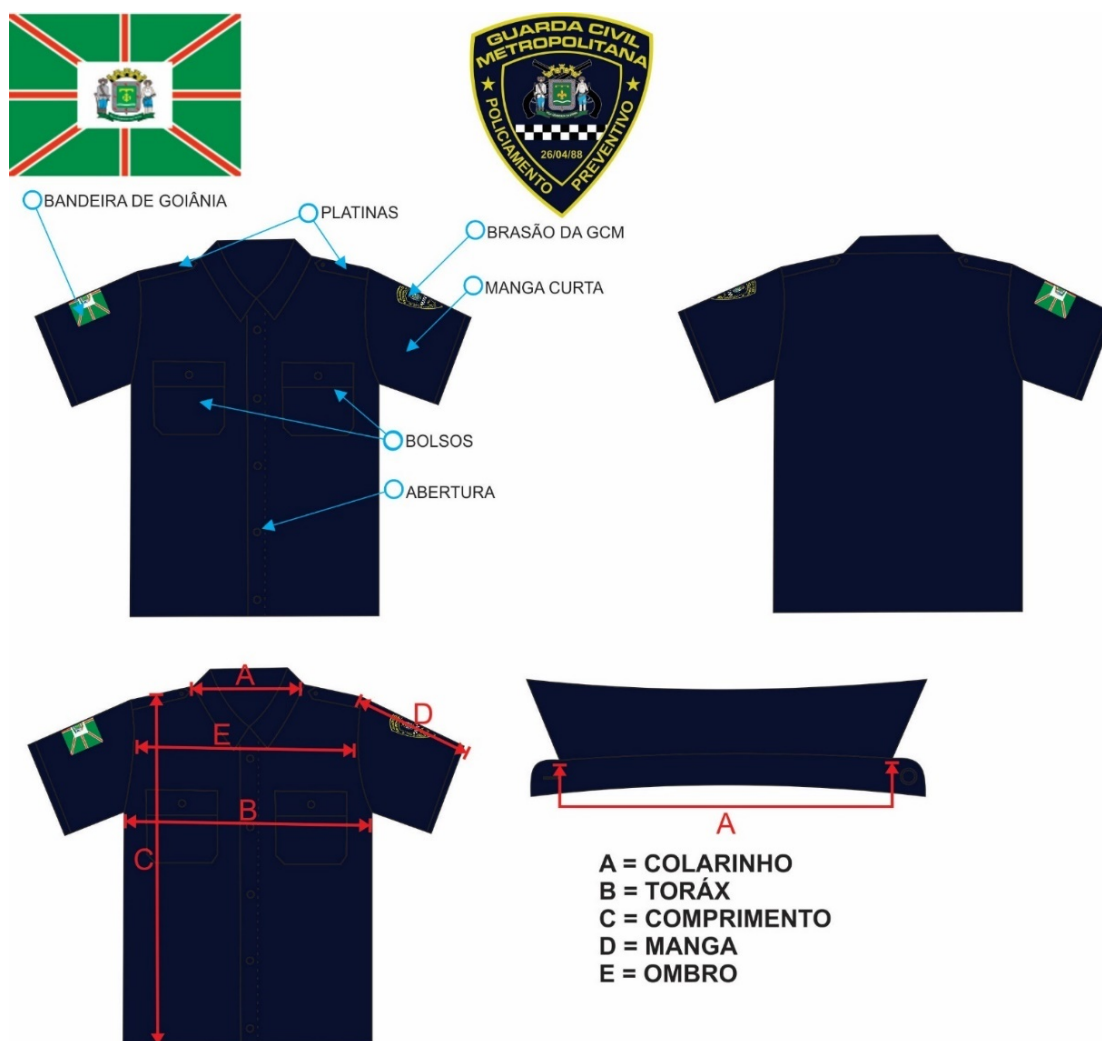 GUARDA CIVIL
METROPOLITANA
POLICIAMENTO
PREVENTIVO
26/04/88
BANDEIRA DE GOIÂNIA
PLATINAS
BRASÃO DA GCM
MANGA CURTA
BOLSOS
ABERTURA
A
E
D
B
C
A
A = COLARINHO
B = TORÁX
C = COMPRIMENTO
D = MANGA
E = OMBRO